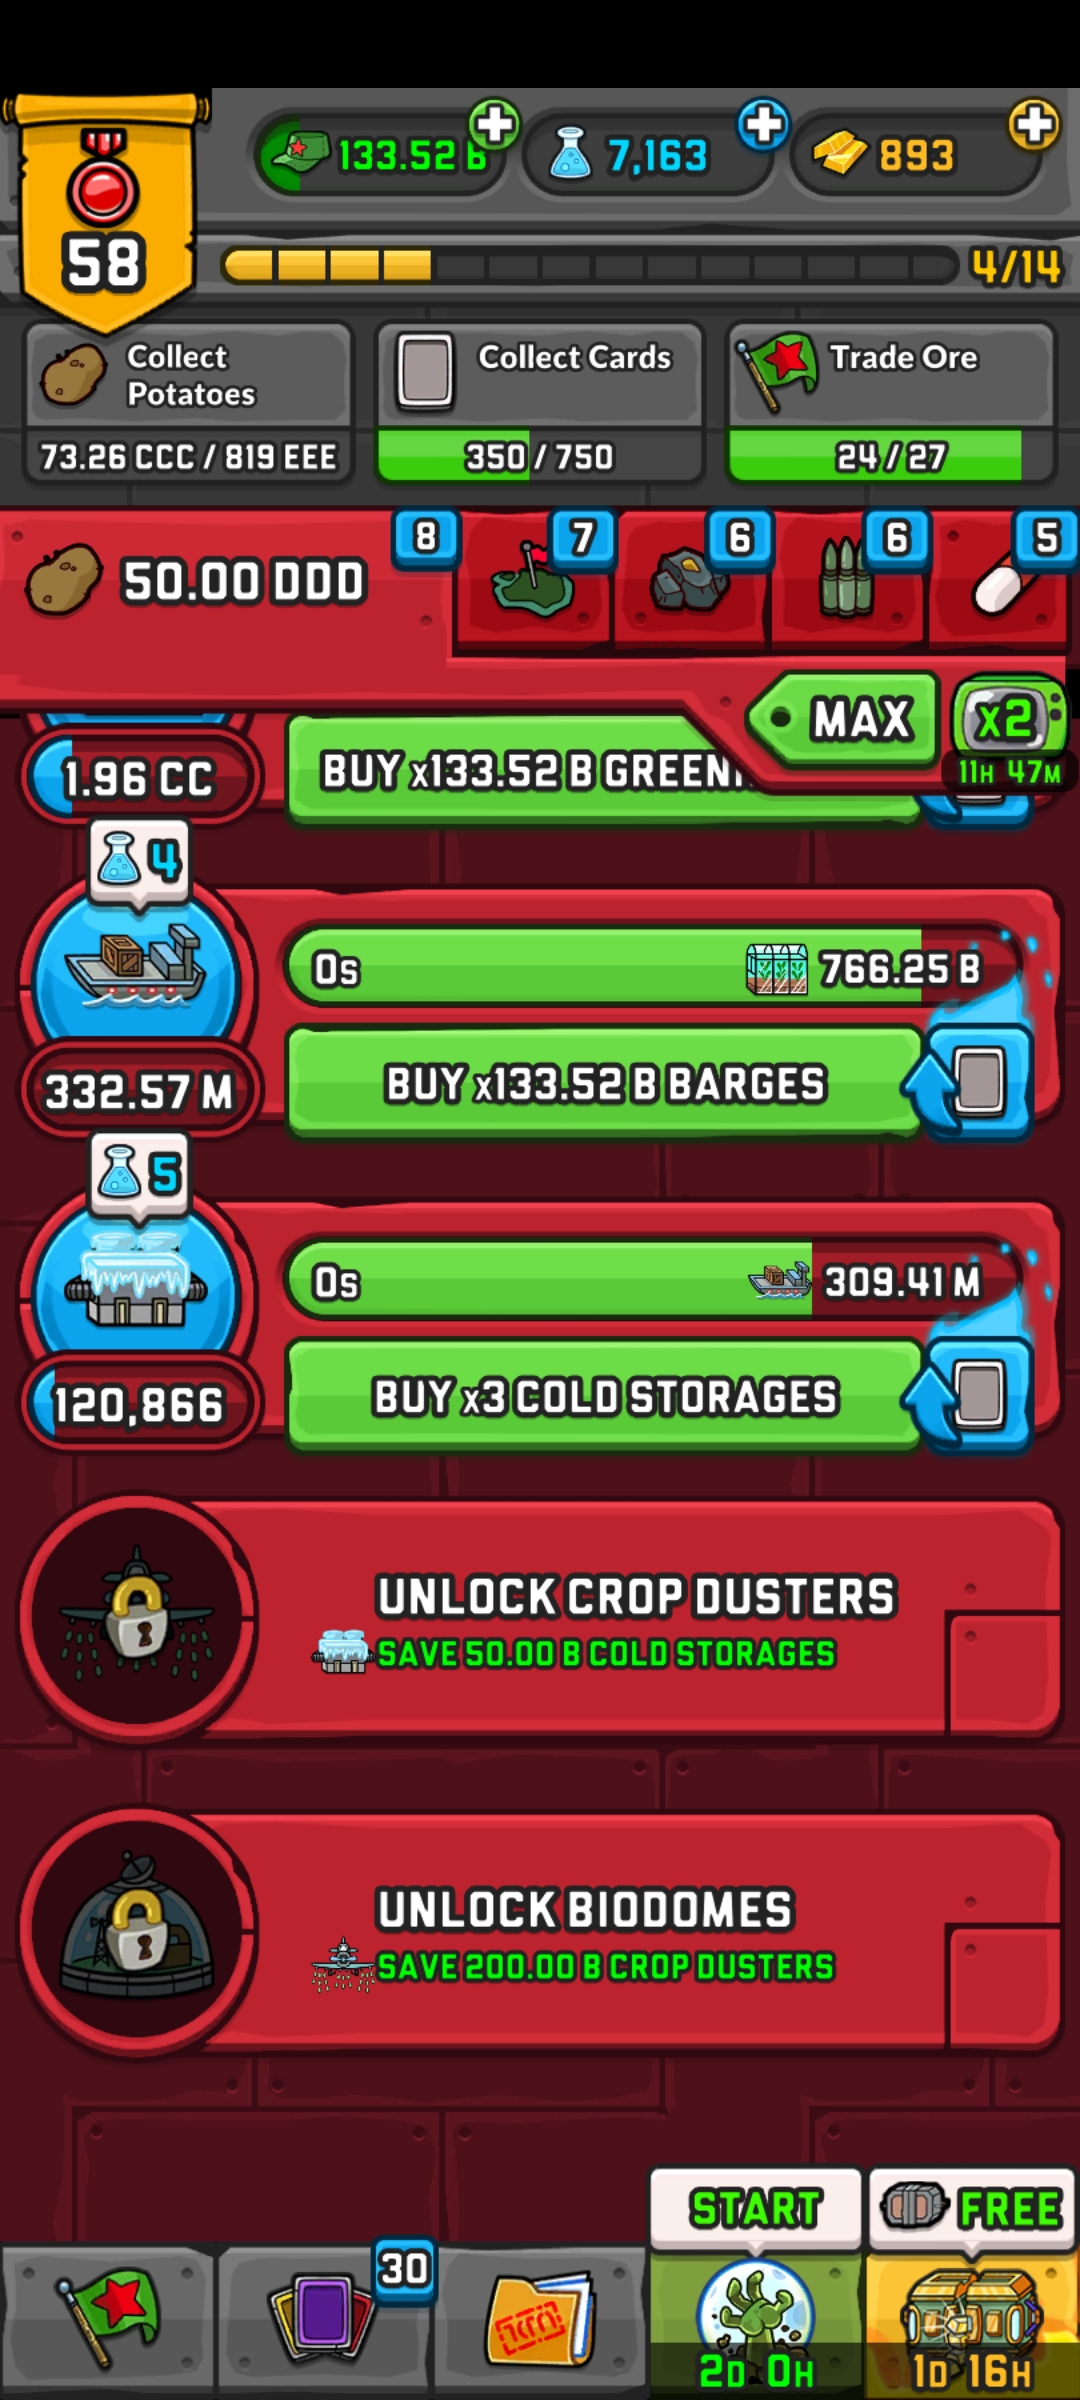 133.52 B
7,163
893
58
4/14
Collect Potatoes
73.26 CCC / 819 EEE
Collect Cards
350 / 750
Trade Ore
24 / 27
50.00 DDD
8
7
6
6
5
MAX
x2
11H 47M
1.96 CC
BUY x133.52 B
4
0s
766.25 B
332.57 M
BUY x133.52 B BARGES
5
0s
309.41 M
120,866
BUY x3 COLD STORAGES
UNLOCK CROP DUSTERS
SAVE 50.00 B COLD STORAGES
UNLOCK BIODOMES
SAVE 200.00 B CROP DUSTERS
START
FREE
30
2D 0H
1D 16H